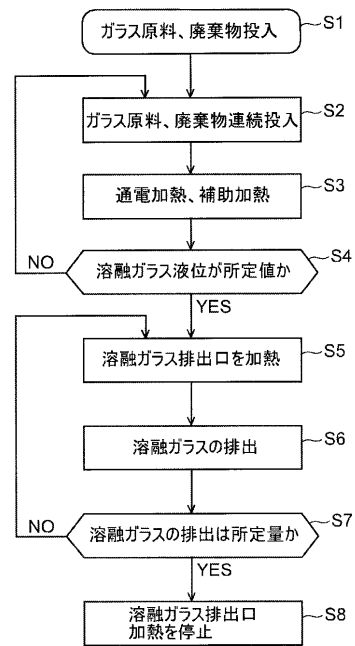 ガラス原料、廃棄物投入
S1
ガラス原料、廃棄物連続投入
S2
通電加熱、補助加熱
S3
溶融ガラス液位が所定値か
S4
NO
YES
溶融ガラス排出口を加熱
S5
溶融ガラスの排出
S6
溶融ガラスの排出は所定量か
S7
NO
YES
溶融ガラス排出口
加熱を停止
S8